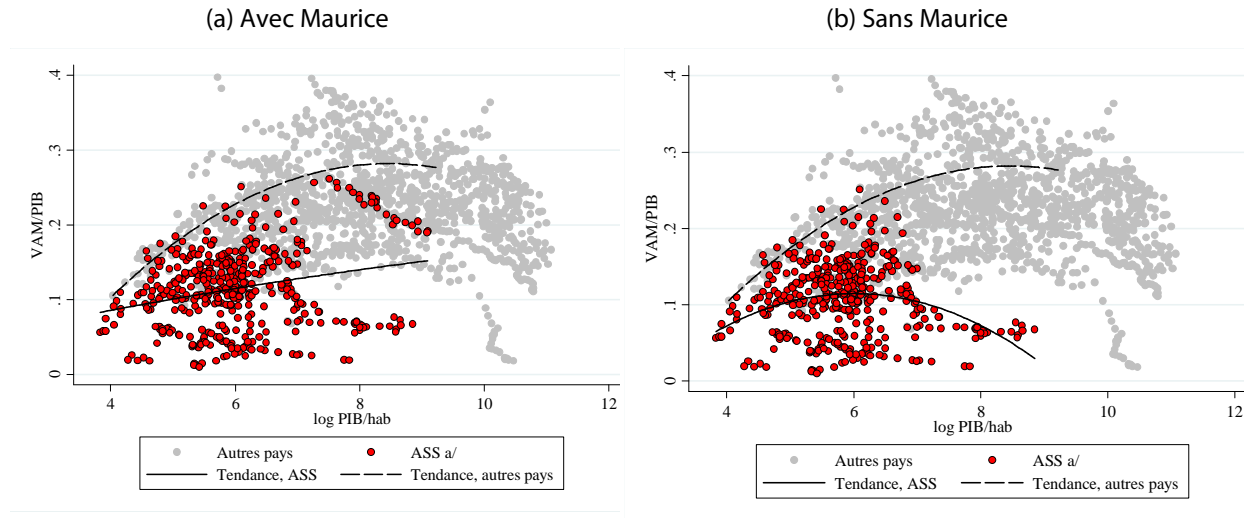 (a) Avec Maurice
VAM/PIB
.4
.3
.2
.1
0
4
6
8
10
12
log PIB/hab
Autres pays
ASS a/
Tendance, ASS
Tendance, autres pays
(b) Sans Maurice
VAM/PIB
.4
.3
.2
.1
0
4
6
8
10
12
log PIB/hab
Autres pays
ASS a/
Tendance, ASS
Tendance, autres pays